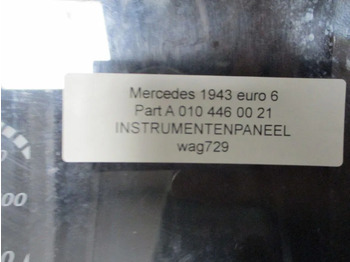 Mercedes 1943 euro 6
Part A 010 446 00 21
INSTRUMENTENPANEEL
wag729